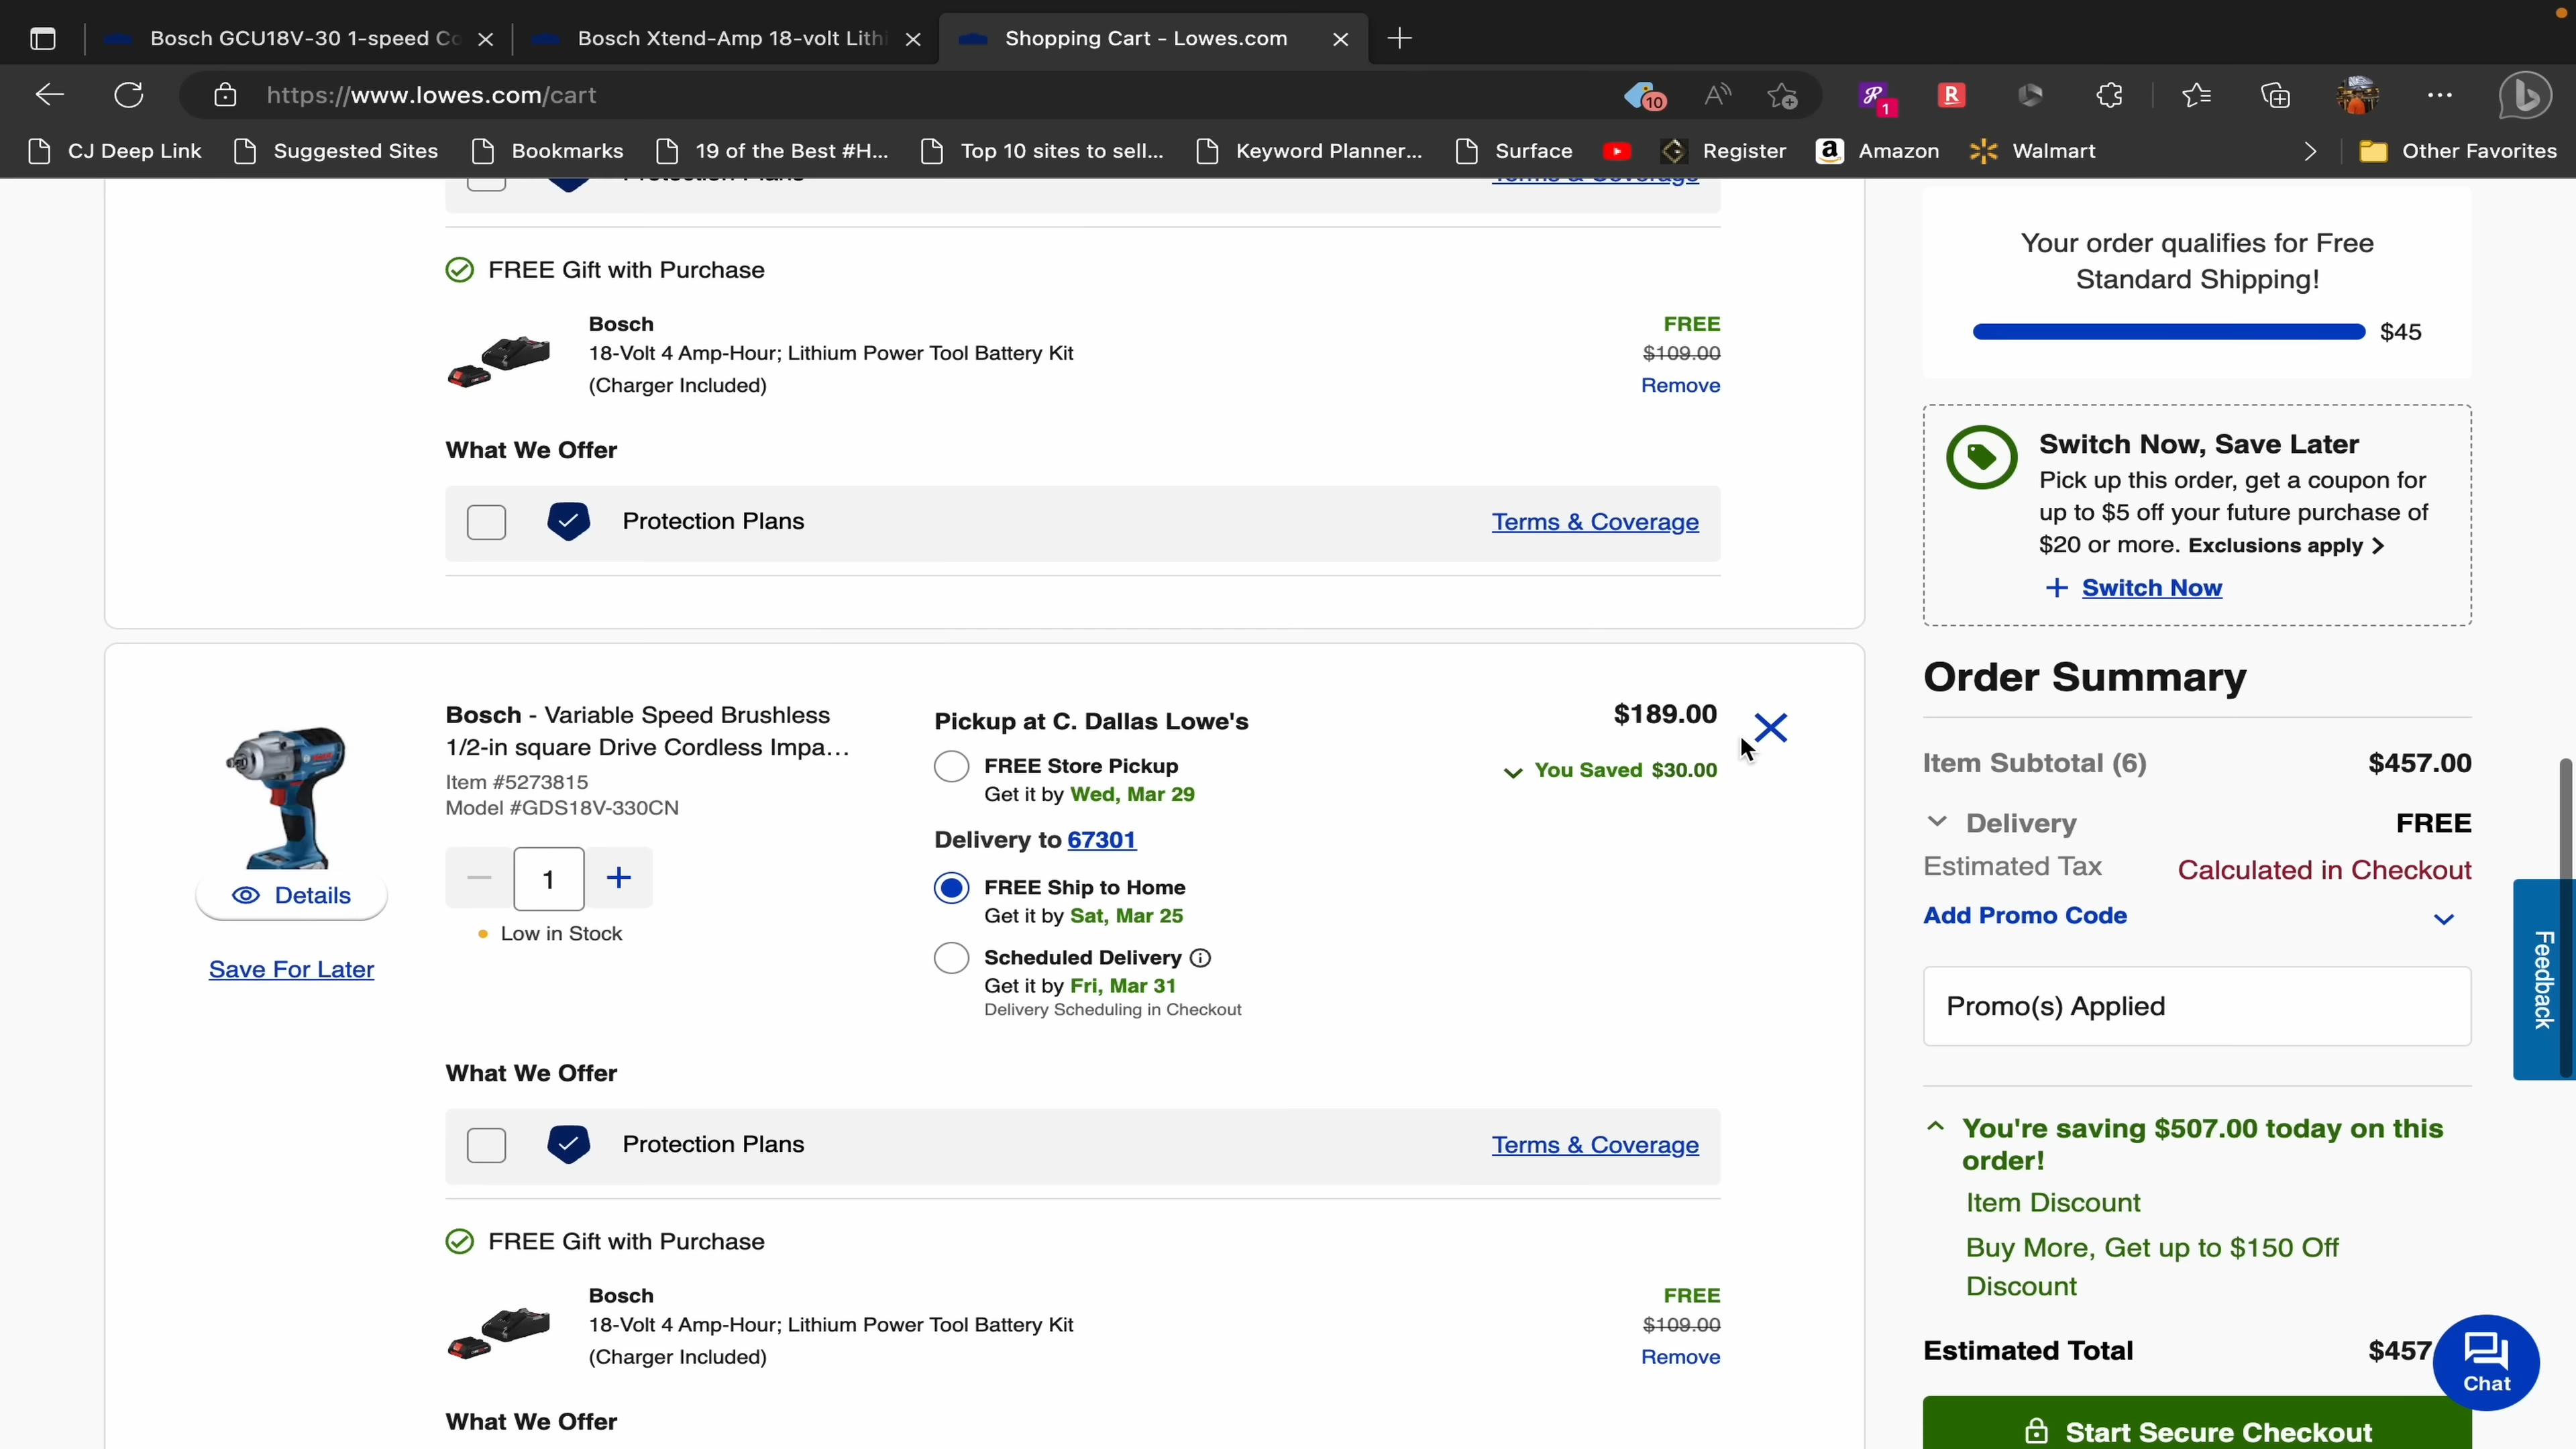 Bosch GCU18V-30 1-speed Co
Bosch Xtend-Amp 18-volt Lithi
Shopping Cart - Lowes.com
https://www.lowes.com/cart
10
1
R
CJ Deep Link
Suggested Sites
Bookmarks
19 of the Best #H...
Top 10 sites to sell...
Keyword Planner...
Surface
Register
Amazon
Walmart
Other Favorites
Protection Plans
Terms & Coverage
FREE Gift with Purchase
Bosch
18-Volt 4 Amp-Hour; Lithium Power Tool Battery Kit
(Charger Included)
FREE
$109.00
Remove
What We Offer
Protection Plans
Terms & Coverage
Bosch - Variable Speed Brushless
1/2-in square Drive Cordless Impa...
Item #5273815
Model #GDS18V-330CN
1
Low in Stock
Details
Save For Later
Pickup at C. Dallas Lowe's
FREE Store Pickup
Get it by Wed, Mar 29
Delivery to 67301
FREE Ship to Home
Get it by Sat, Mar 25
Scheduled Delivery
Get it by Fri, Mar 31
Delivery Scheduling in Checkout
$189.00
You Saved $30.00
What We Offer
Protection Plans
Terms & Coverage
FREE Gift with Purchase
Bosch
18-Volt 4 Amp-Hour; Lithium Power Tool Battery Kit
(Charger Included)
FREE
$109.00
Remove
What We Offer
Your order qualifies for Free
Standard Shipping!
$45
Switch Now, Save Later
Pick up this order, get a coupon for
up to $5 off your future purchase of
$20 or more. Exclusions apply
Switch Now
Order Summary
Item Subtotal (6) $457.00
Delivery FREE
Estimated Tax Calculated in Checkout
Add Promo Code
Promo(s) Applied
You're saving $507.00 today on this
order!
Item Discount
Buy More, Get up to $150 Off
Discount
Estimated Total $457
Start Secure Checkout
Feedback
Chat